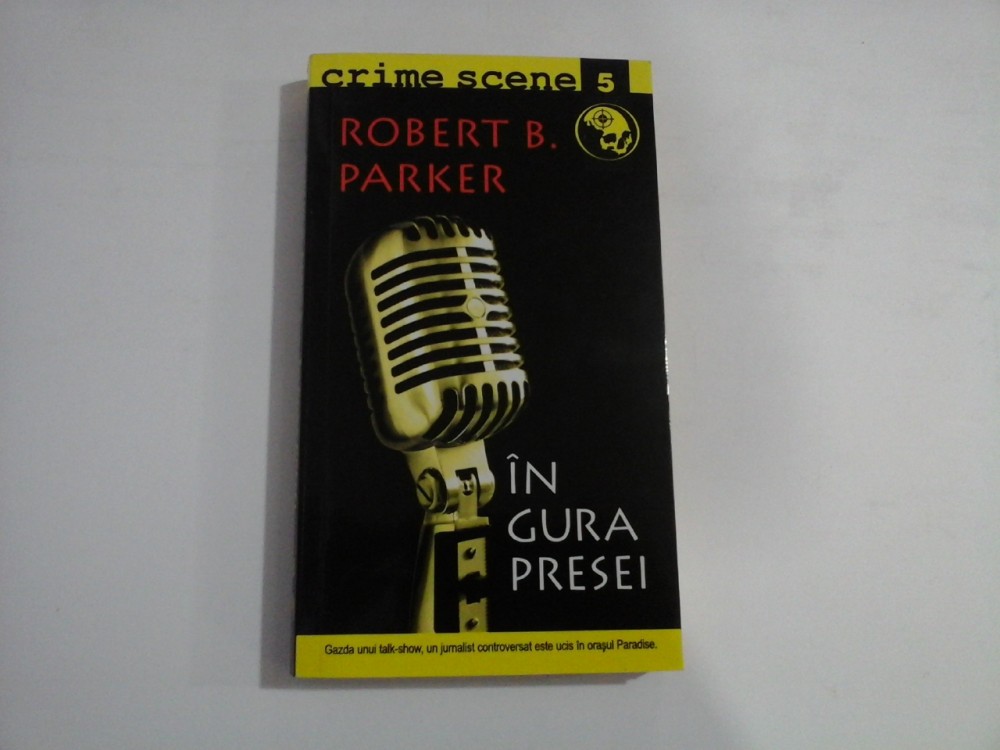 crime scene 5
ROBERT B.
PARKER
ÎN
GURA
PRESEI
Gazda unui talk-show, un jurnalist controversat este ucis în orașul Paradise.